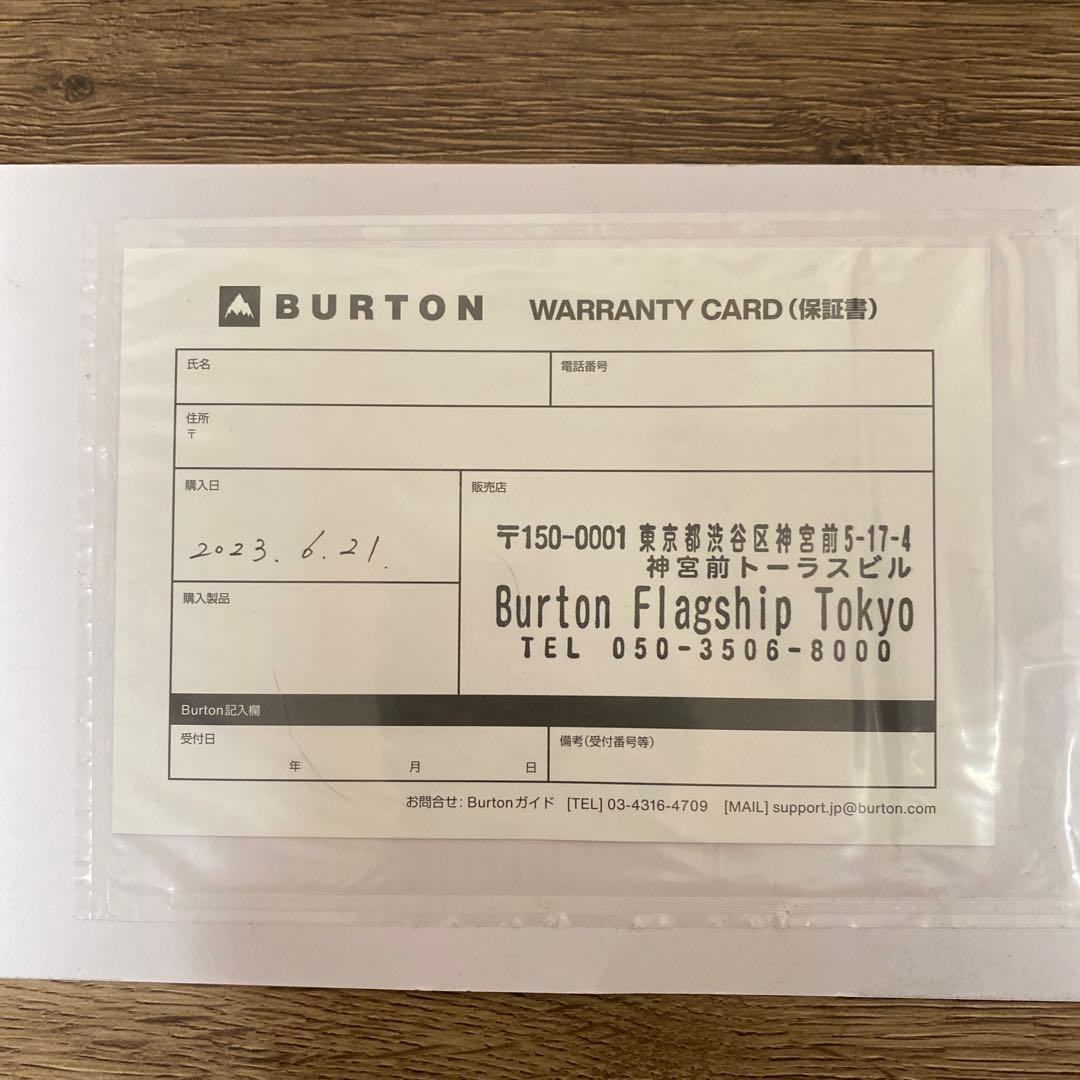 BURTON WARRANTY CARD（保証書）
氏名
電話番号
住所
〒
購入日
2023. 6. 21.
購入製品
販売店
〒150-0001 東京都渋谷区神宮前5-17-4
神宮前トーラスビル
Burton Flagship Tokyo
TEL 050-3506-8000
Burton記入欄
受付日
年 月 日
備考（受付番号等）
お問合せ: Burtonガイド [TEL] 03-4316-4709 [MAIL] support.jp@burton.com